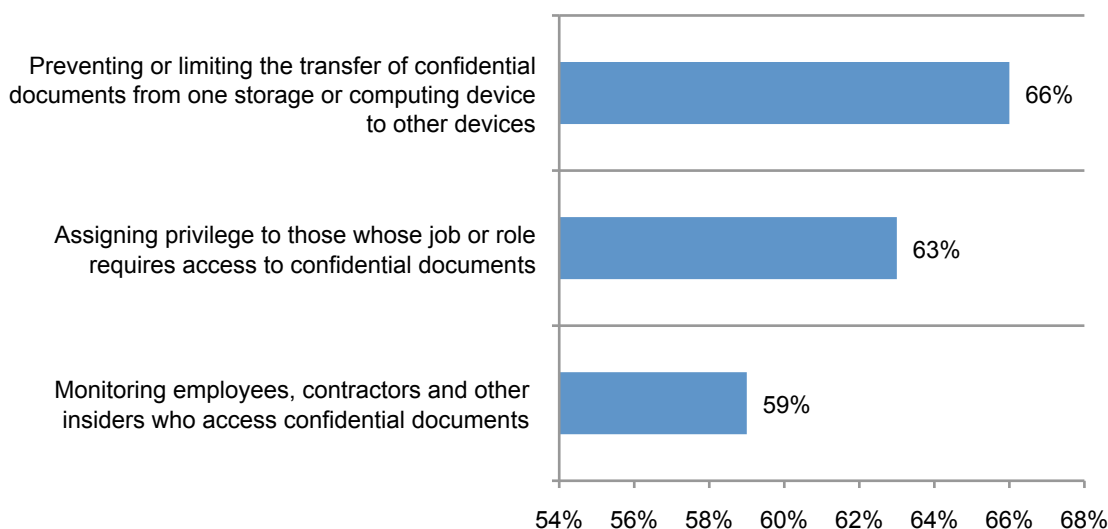 Preventing or limiting the transfer of confidential
documents from one storage or computing device
to other devices
66%
Assigning privilege to those whose job or role
requires access to confidential documents
63%
Monitoring employees, contractors and other
insiders who access confidential documents
59%
54% 56% 58% 60% 62% 64% 66% 68%